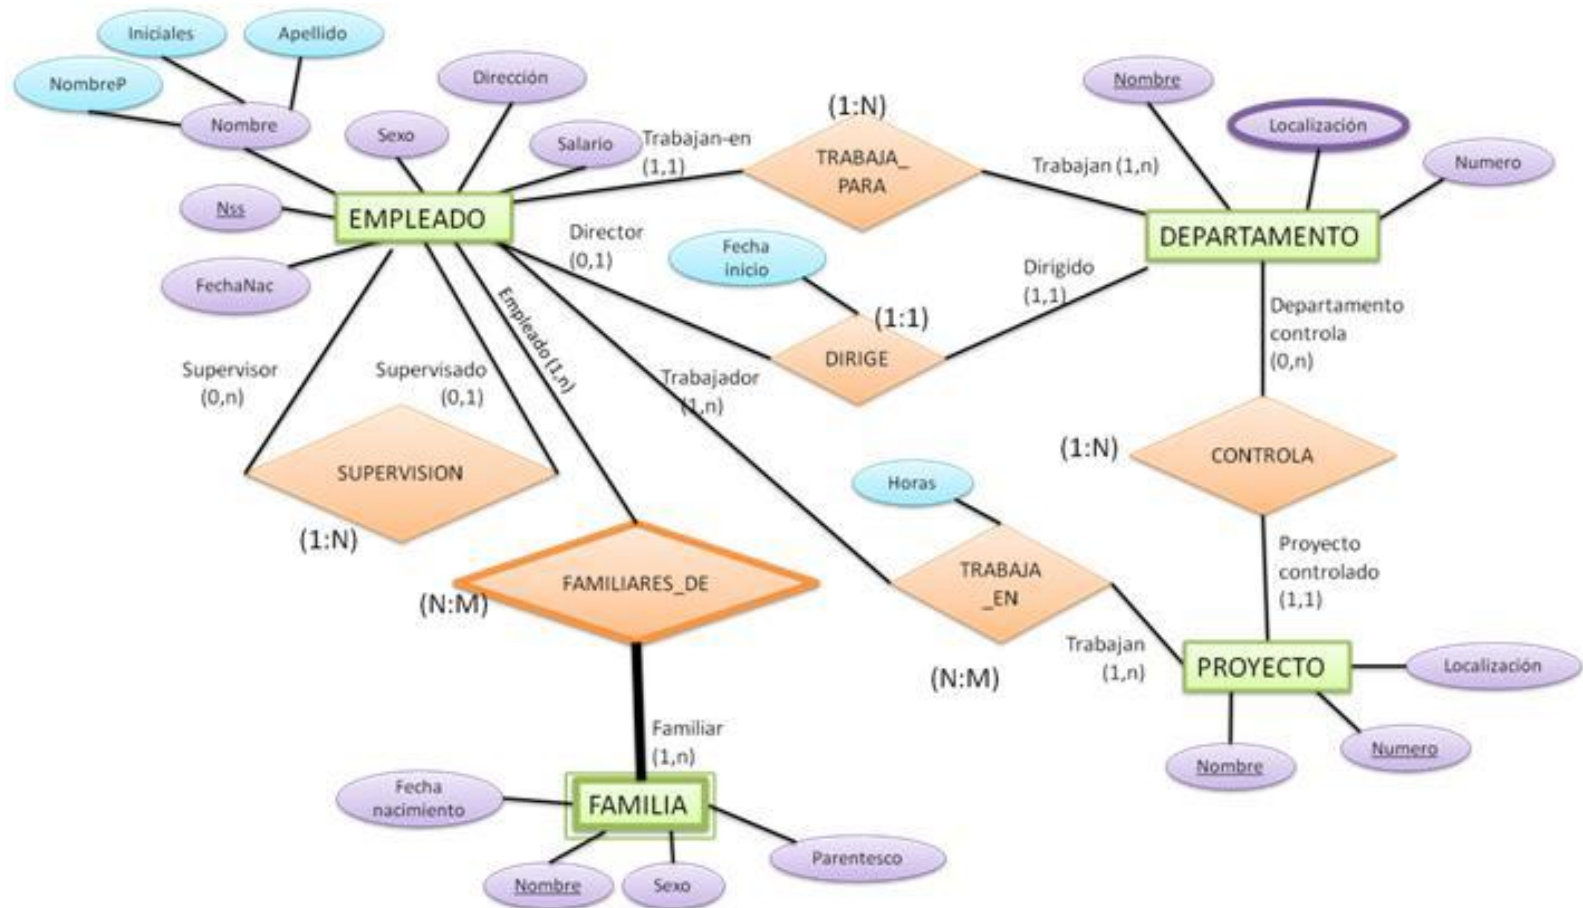 Iniciales
Apellido
NombreP
Nombre
Sexo
Dirección
Salario
Nss
FechaNac
EMPLEADO
Trabajan-en
(1,1)
(1:N)
TRABAJA_
PARA
Trabajan (1,n)
Nombre
Localización
Numero
DEPARTAMENTO
Director
(0,1)
Fecha
inicio
(1:1)
DIRIGE
Dirigido
(1,1)
Departamento
controla
(0,n)
Supervisor
(0,n)
Supervisado
(0,1)
SUPERVISION
(1:N)
Empleado (1,n)
Trabajador
(1,n)
(1:N)
CONTROLA
Horas
TRABAJA
_EN
(N:M)
Proyecto
controlado
(1,1)
FAMILIARES_DE
(N:M)
Trabajan
(1,n)
PROYECTO
Localización
Nombre
Numero
Familiar
(1,n)
FAMILIA
Fecha
nacimiento
Nombre
Sexo
Parentesco